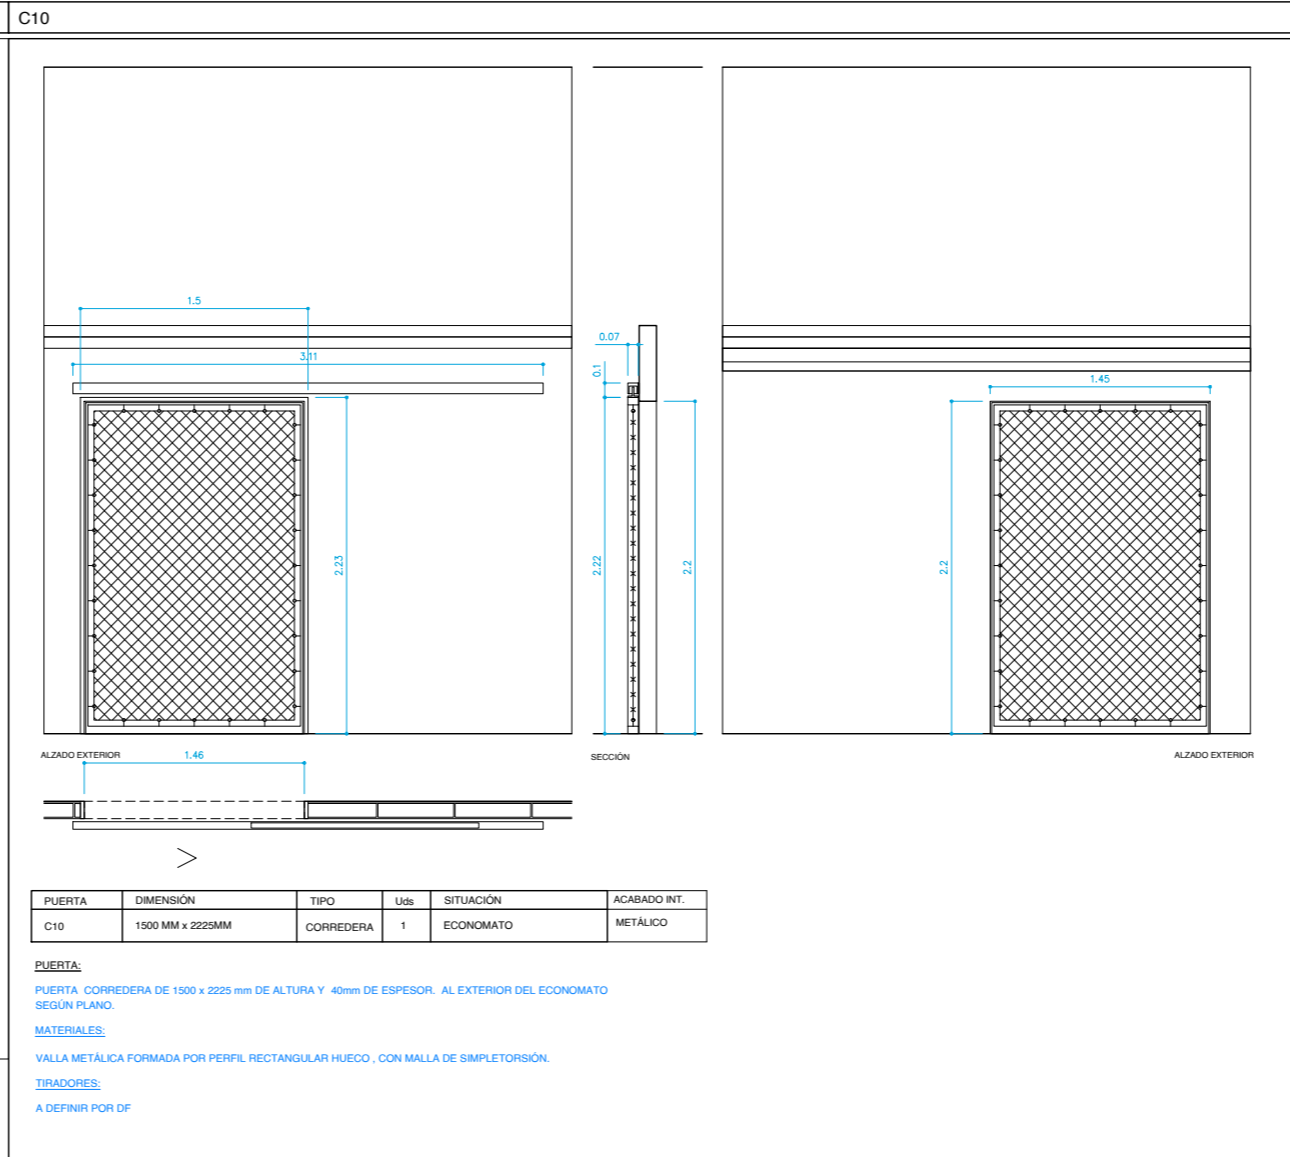 C10
1.5
3.11
2.23
0.07
0.1
2.22
2.2
1.45
2.2
ALZADO EXTERIOR
1.46
SECCIÓN
ALZADO EXTERIOR
PUERTA DIMENSIÓN TIPO Uds SITUACIÓN ACABADO INT.
C10 1500 MM x 2225MM CORREDERA 1 ECONOMATO METÁLICO
PUERTA:
PUERTA CORREDERA DE 1500 x 2225 mm DE ALTURA Y 40mm DE ESPESOR. AL EXTERIOR DEL ECONOMATO
SEGÚN PLANO.
MATERIALES:
VALLA METÁLICA FORMADA POR PERFIL RECTANGULAR HUECO , CON MALLA DE SIMPLETORSIÓN.
TIRADORES:
A DEFINIR POR DF